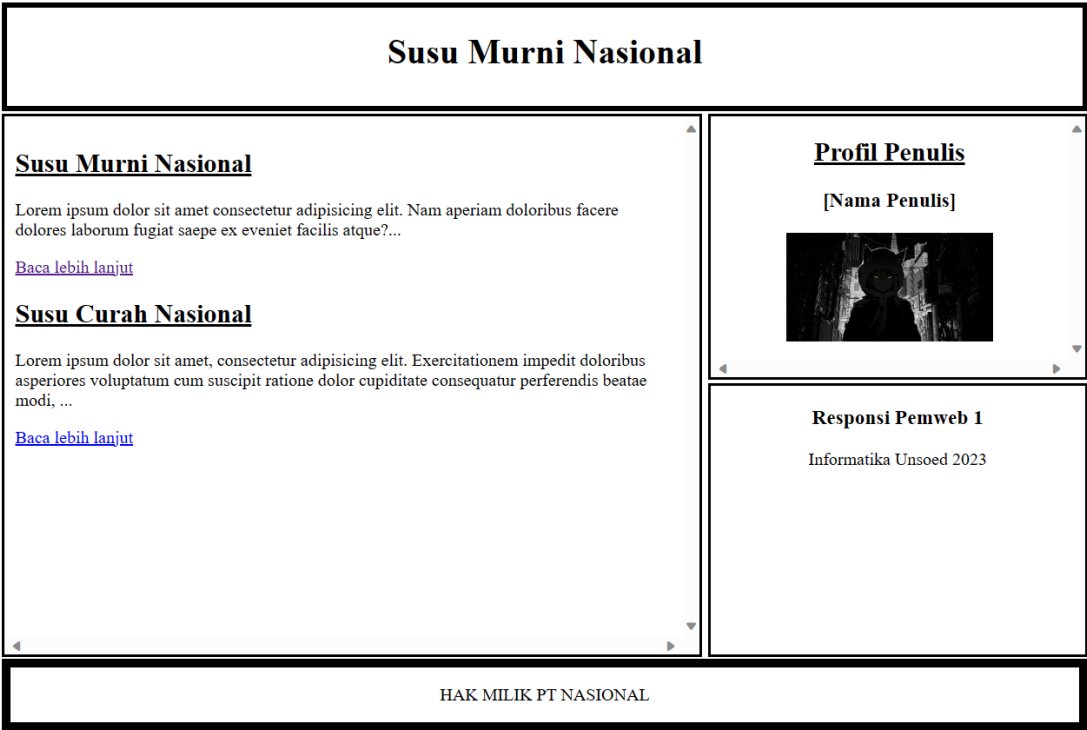 Susu Murni Nasional
Susu Murni Nasional
Lorem ipsum dolor sit amet consectetur adipisicing elit. Nam aperiam doloribus facere
dolores laborum fugiat saepe ex eveniet facilis atque?...
Baca lebih lanjut
Susu Curah Nasional
Lorem ipsum dolor sit amet, consectetur adipisicing elit. Exercitationem impedit doloribus
asperiores voluptatum cum suscipit ratione dolor cupiditate consequatur perferendis beatae
modi, ...
Baca lebih lanjut
Profil Penulis
[Nama Penulis]
Responsi Pemweb 1
Informatika Unsoed 2023
HAK MILIK PT NASIONAL